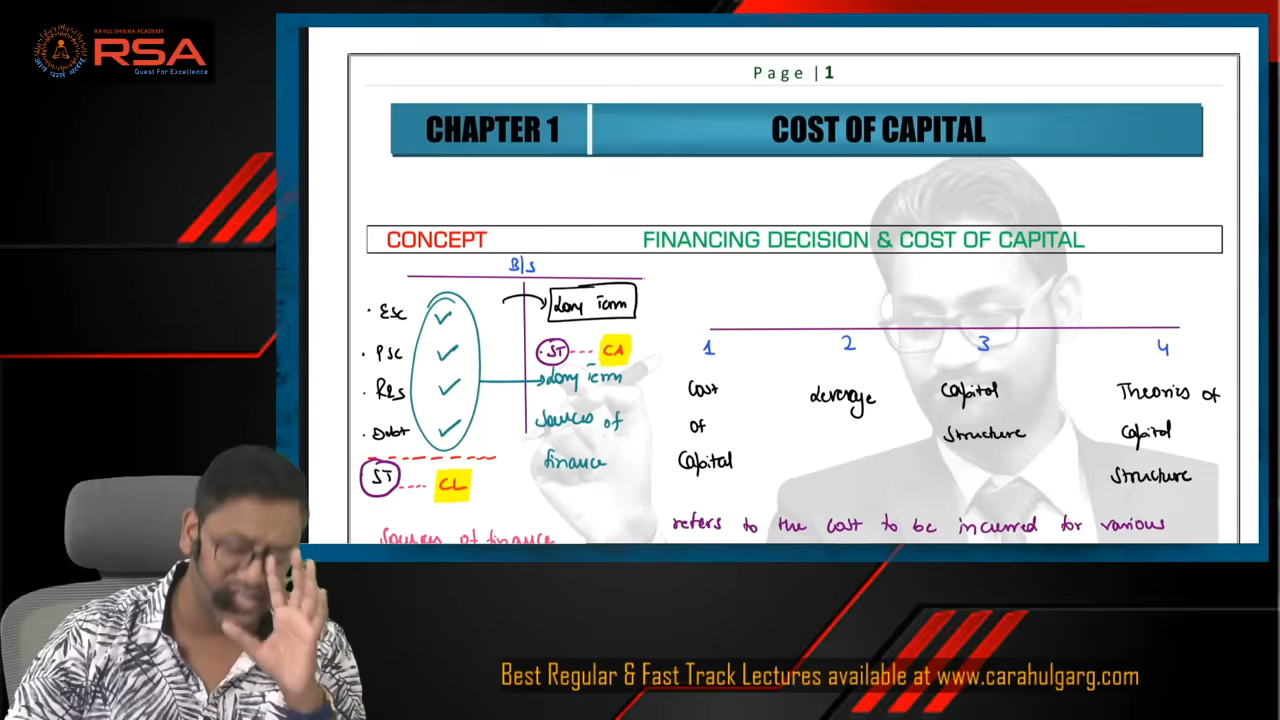 RAHUL SHIKHA ACADEMY
RSA
Quest For Excellence
Page | 1
CHAPTER 1
COST OF CAPITAL
CONCEPT
FINANCING DECISION & COST OF CAPITAL
B/S
ESC
PSC
REs
Debt
ST
CL
Long Term
ST
CA
Long Term
Sources of
finance
1
2
3
4
Cost
of
Capital
Leverage
Capital
Structure
Theories of
Capital
Structure
refers to the cost to be incurred for various
Sources of finance
Best Regular & Fast Track Lectures available at www.carahulgarg.com